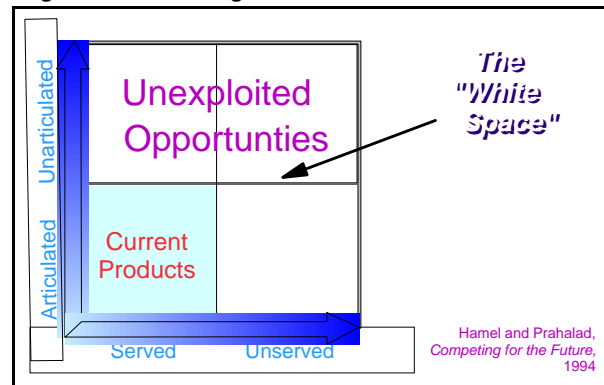 The
"White
Space"
Unexploited
Opportunties
Unarticulated
Articulated
Current
Products
Served Unserved
Hamel and Prahalad,
Competing for the Future,
1994